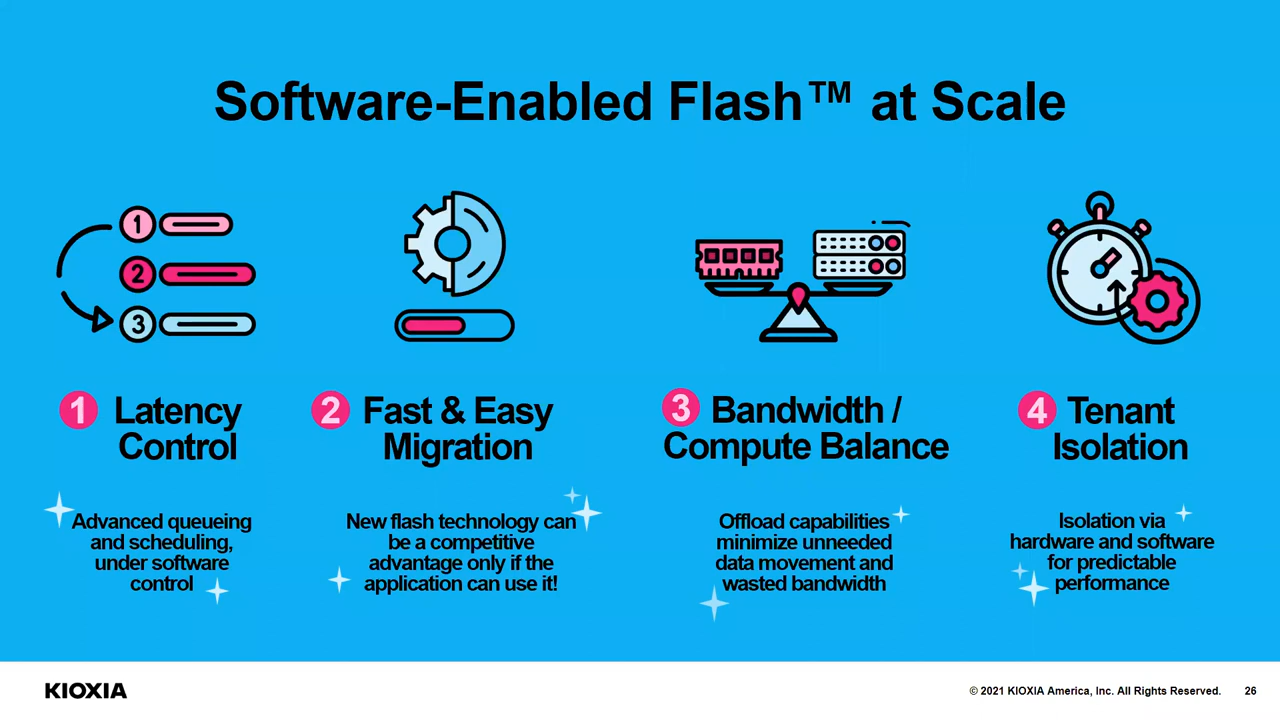 Software-Enabled Flash™ at Scale
1
2
3
1 Latency
Control
Advanced queueing
and scheduling,
under software
control
2 Fast & Easy
Migration
New flash technology can
be a competitive
advantage only if the
application can use it!
3 Bandwidth /
Compute Balance
Offload capabilities
minimize unneeded
data movement and
wasted bandwidth
4 Tenant
Isolation
Isolation via
hardware and software
for predictable
performance
KIOXIA
© 2021 KIOXIA America, Inc. All Rights Reserved.
26